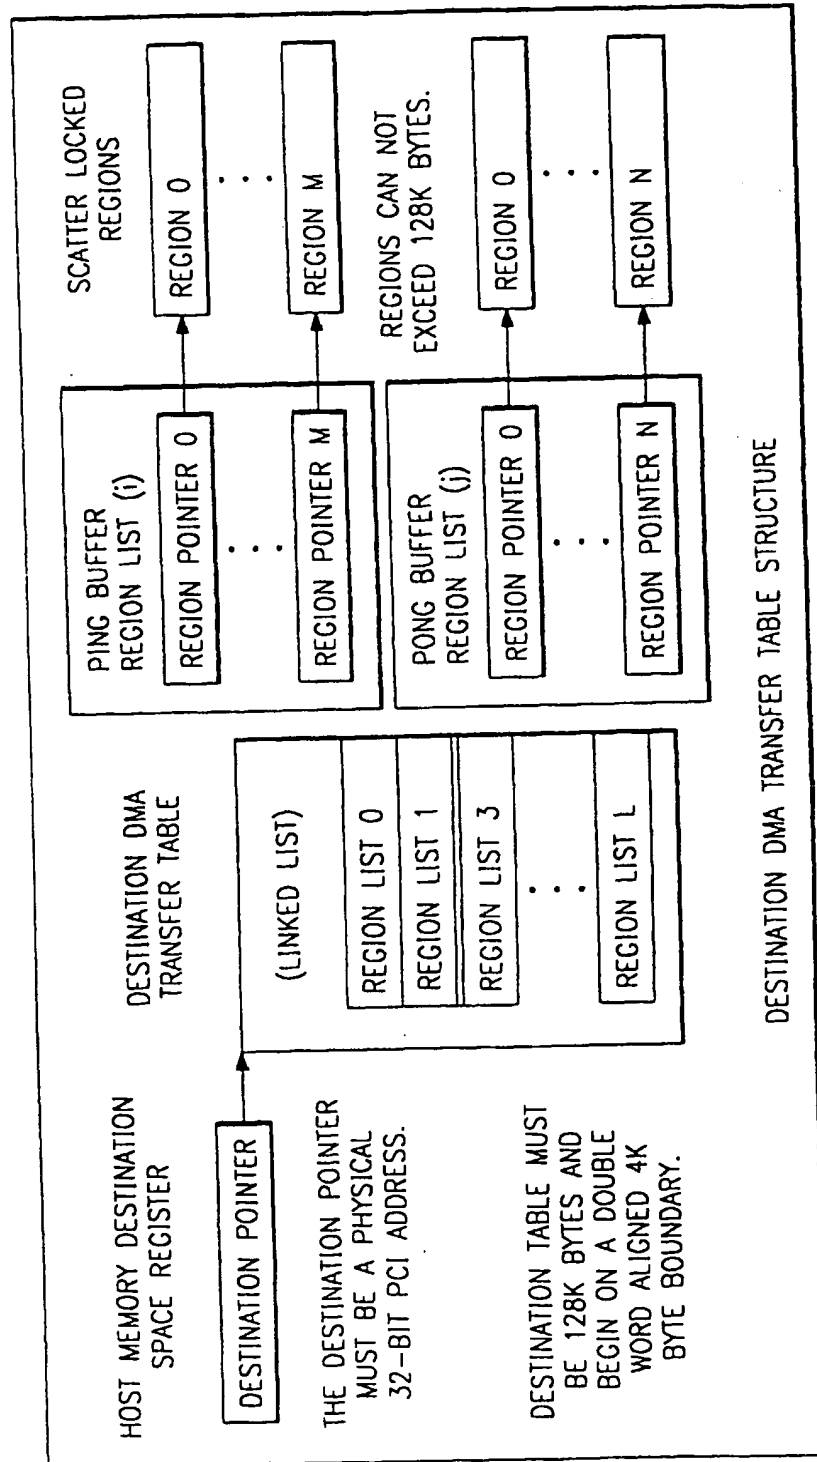 HOST MEMORY DESTINATION
SPACE REGISTER
DESTINATION POINTER
THE DESTINATION POINTER
MUST BE A PHYSICAL
32-BIT PCI ADDRESS.
DESTINATION TABLE MUST
BE 128K BYTES AND
BEGIN ON A DOUBLE
WORD ALIGNED 4K
BYTE BOUNDARY.
DESTINATION DMA
TRANSFER TABLE
(LINKED LIST)
REGION LIST 0
REGION LIST 1
REGION LIST 3
. . .
REGION LIST L
PING BUFFER
REGION LIST (i)
REGION POINTER 0
. . .
REGION POINTER M
PONG BUFFER
REGION LIST (j)
REGION POINTER 0
. . .
REGION POINTER N
SCATTER LOCKED
REGIONS
REGION 0
. . .
REGION M
REGIONS CAN NOT
EXCEED 128K BYTES.
REGION 0
. . .
REGION N
DESTINATION DMA TRANSFER TABLE STRUCTURE